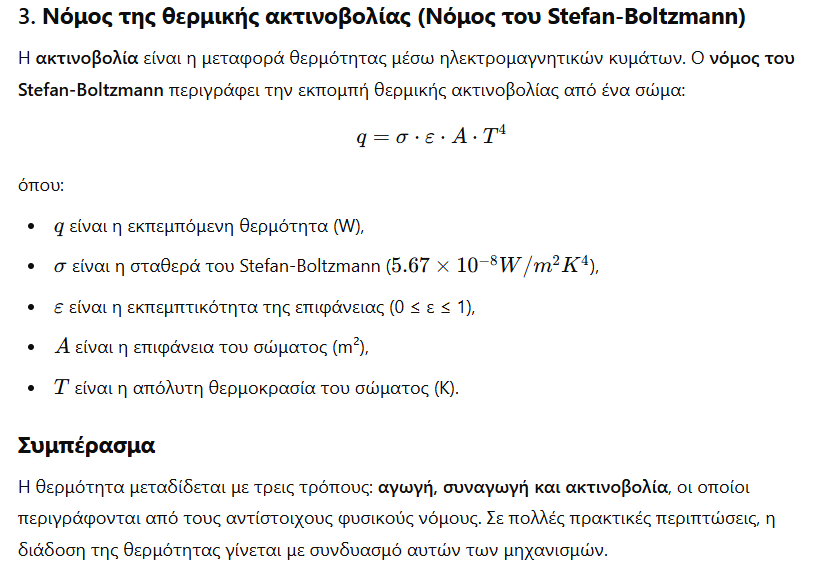 3. Νόμος της θερμικής ακτινοβολίας (Νόμος του Stefan-Boltzmann)
Η ακτινοβολία είναι η μεταφορά θερμότητας μέσω ηλεκτρομαγνητικών κυμάτων. Ο νόμος του
Stefan-Boltzmann περιγράφει την εκπομπή θερμικής ακτινοβολίας από ένα σώμα:
q = σ · ε · A · T⁴
όπου:
• q είναι η εκπεμπόμενη θερμότητα (W),
• σ είναι η σταθερά του Stefan-Boltzmann (5.67 × 10⁻⁸W/m²K⁴),
• ε είναι η εκπεμπτικότητα της επιφάνειας (0 ≤ ε ≤ 1),
• A είναι η επιφάνεια του σώματος (m²),
• T είναι η απόλυτη θερμοκρασία του σώματος (K).
Συμπέρασμα
Η θερμότητα μεταδίδεται με τρεις τρόπους: αγωγή, συναγωγή και ακτινοβολία, οι οποίοι
περιγράφονται από τους αντίστοιχους φυσικούς νόμους. Σε πολλές πρακτικές περιπτώσεις, η
διάδοση της θερμότητας γίνεται με συνδυασμό αυτών των μηχανισμών.